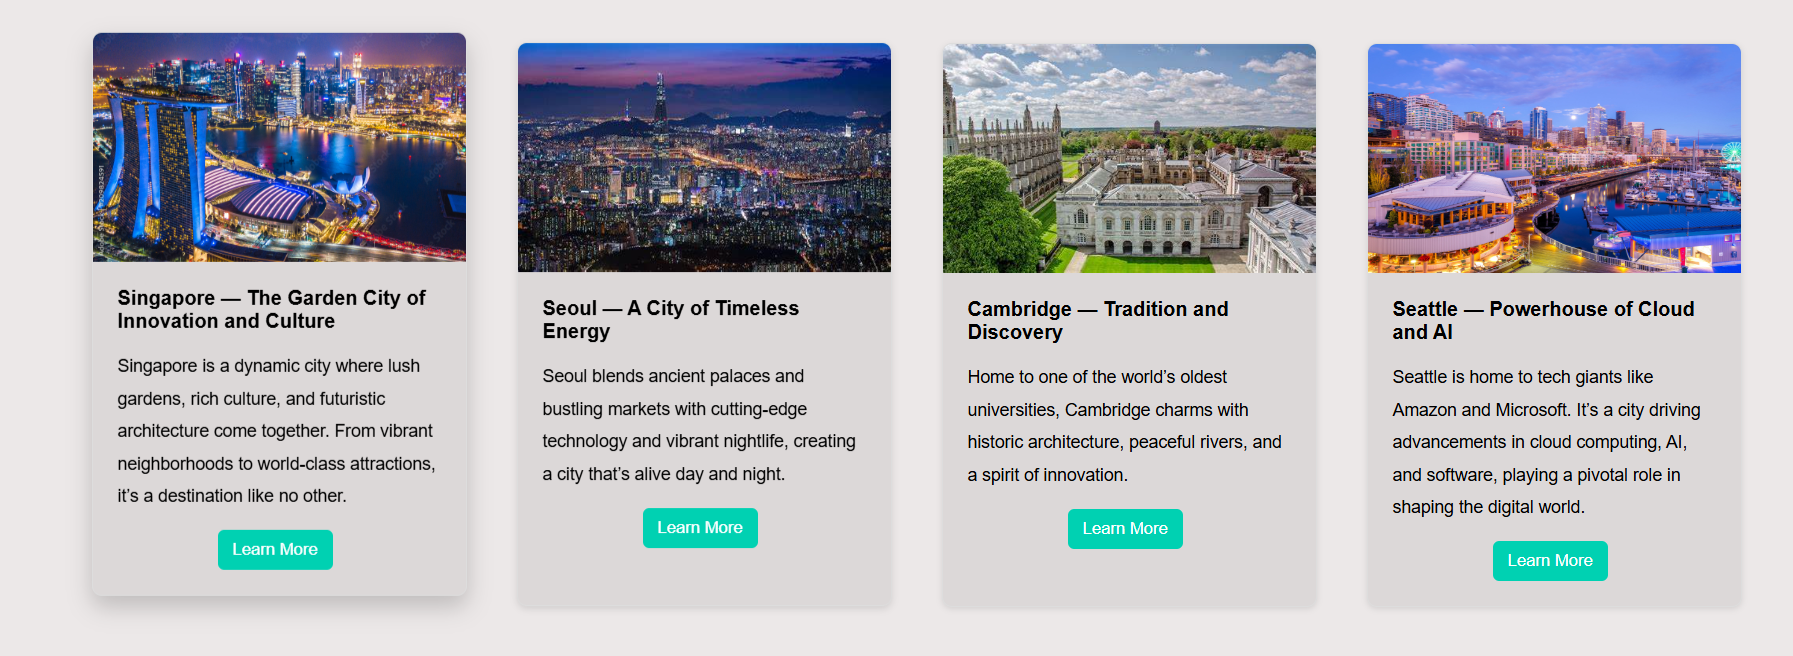 Singapore — The Garden City of
Innovation and Culture
Singapore is a dynamic city where lush
gardens, rich culture, and futuristic
architecture come together. From vibrant
neighborhoods to world-class attractions,
it’s a destination like no other.
Learn More
Seoul — A City of Timeless
Energy
Seoul blends ancient palaces and
bustling markets with cutting-edge
technology and vibrant nightlife, creating
a city that’s alive day and night.
Learn More
Cambridge — Tradition and
Discovery
Home to one of the world’s oldest
universities, Cambridge charms with
historic architecture, peaceful rivers, and
a spirit of innovation.
Learn More
Seattle — Powerhouse of Cloud
and AI
Seattle is home to tech giants like
Amazon and Microsoft. It’s a city driving
advancements in cloud computing, AI,
and software, playing a pivotal role in
shaping the digital world.
Learn More